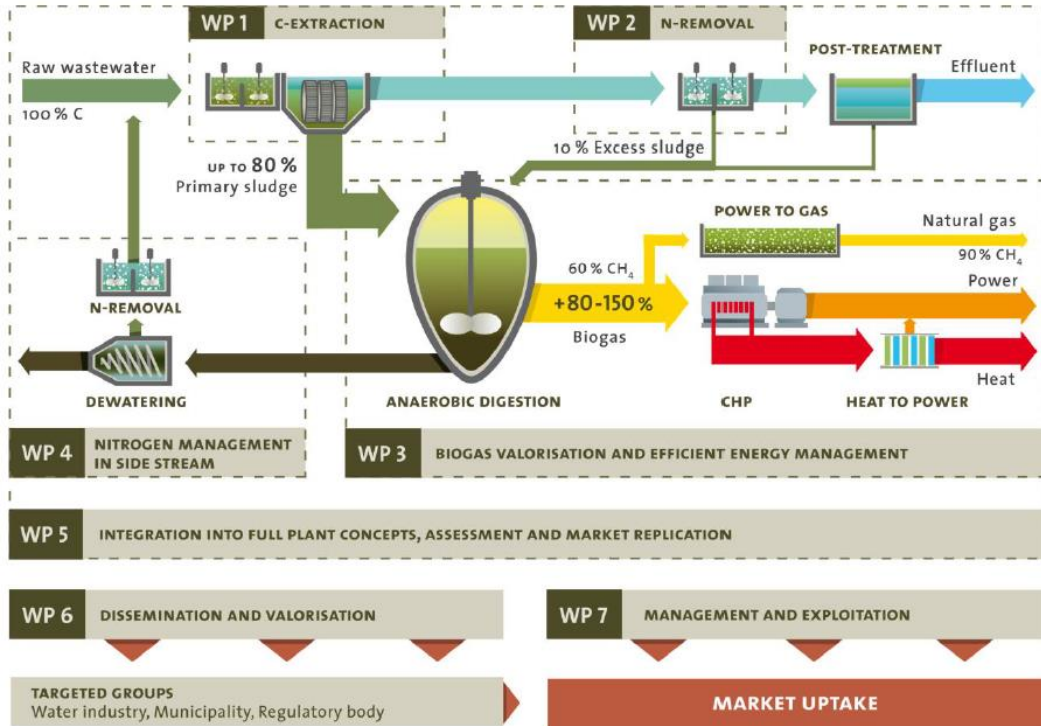 WP 1 C-EXTRACTION
WP 2 N-REMOVAL
POST-TREATMENT
Raw wastewater
100 % C
Effluent
UP TO 80 %
Primary sludge
10 % Excess sludge
POWER TO GAS
Natural gas
90 % CH₄
60 % CH₄
+80-150 %
Biogas
Power
N-REMOVAL
Heat
DEWATERING
ANAEROBIC DIGESTION
CHP
HEAT TO POWER
WP 4 NITROGEN MANAGEMENT
IN SIDE STREAM
WP 3 BIOGAS VALORISATION AND EFFICIENT ENERGY MANAGEMENT
WP 5 INTEGRATION INTO FULL PLANT CONCEPTS, ASSESSMENT AND MARKET REPLICATION
WP 6 DISSEMINATION AND VALORISATION
WP 7 MANAGEMENT AND EXPLOITATION
TARGETED GROUPS
Water industry, Municipality, Regulatory body
MARKET UPTAKE